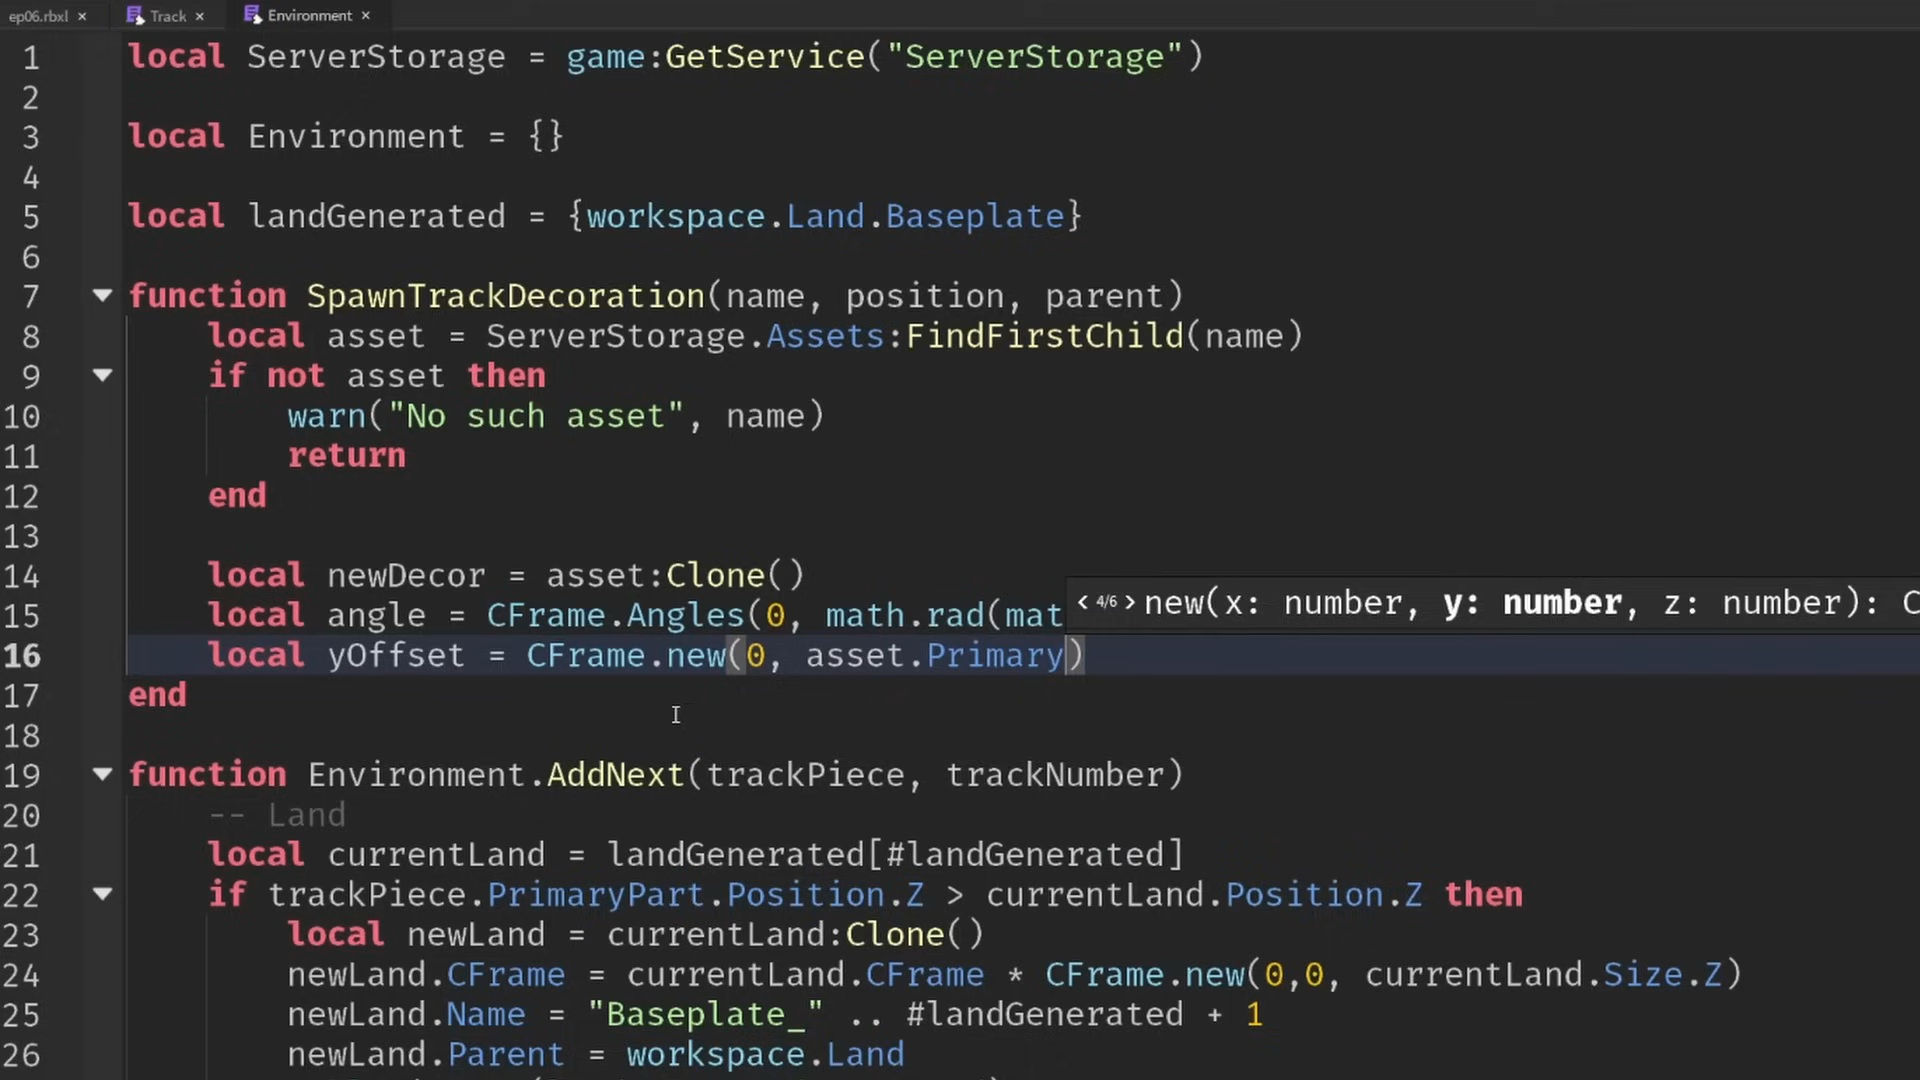 ep06.rbxl × Track × Environment ×
1 local ServerStorage = game:GetService("ServerStorage")
2
3 local Environment = {}
4
5 local landGenerated = {workspace.Land.Baseplate}
6
7 function SpawnTrackDecoration(name, position, parent)
8 local asset = ServerStorage.Assets:FindFirstChild(name)
9 if not asset then
10 warn("No such asset", name)
11 return
12 end
13
14 local newDecor = asset:Clone()
15 local angle = CFrame.Angles(0, math.rad(mat
< 4/6 > new(x: number, y: number, z: number): C
16 local yOffset = CFrame.new(0, asset.Primary)
17 end
18
19 function Environment.AddNext(trackPiece, trackNumber)
20 -- Land
21 local currentLand = landGenerated[#landGenerated]
22 if trackPiece.PrimaryPart.Position.Z > currentLand.Position.Z then
23 local newLand = currentLand:Clone()
24 newLand.CFrame = currentLand.CFrame * CFrame.new(0,0, currentLand.Size.Z)
25 newLand.Name = "Baseplate_" .. #landGenerated + 1
26 newLand.Parent = workspace.Land